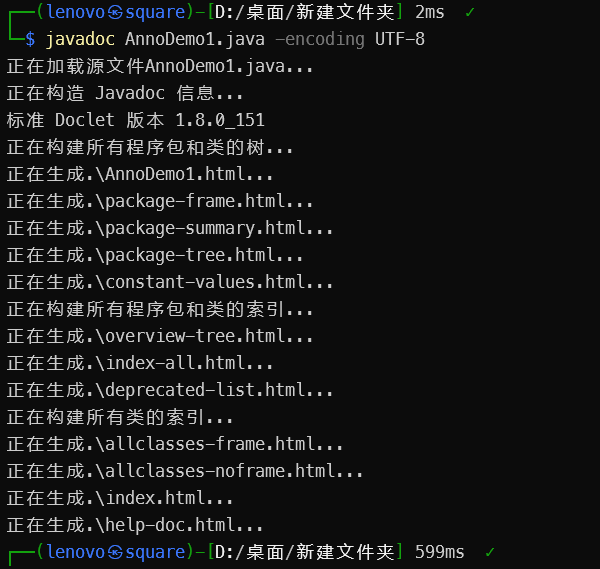 ┌──(lenovo㉿square)-[D:/桌面/新建文件夹] 2ms ✓
└─$ javadoc AnnoDemo1.java -encoding UTF-8
正在加载源文件AnnoDemo1.java...
正在构造 Javadoc 信息...
标准 Doclet 版本 1.8.0_151
正在构建所有程序包和类的树...
正在生成.\AnnoDemo1.html...
正在生成.\package-frame.html...
正在生成.\package-summary.html...
正在生成.\package-tree.html...
正在生成.\constant-values.html...
正在构建所有程序包和类的索引...
正在生成.\overview-tree.html...
正在生成.\index-all.html...
正在生成.\deprecated-list.html...
正在构建所有类的索引...
正在生成.\allclasses-frame.html...
正在生成.\allclasses-noframe.html...
正在生成.\index.html...
正在生成.\help-doc.html...
┌──(lenovo㉿square)-[D:/桌面/新建文件夹] 599ms ✓